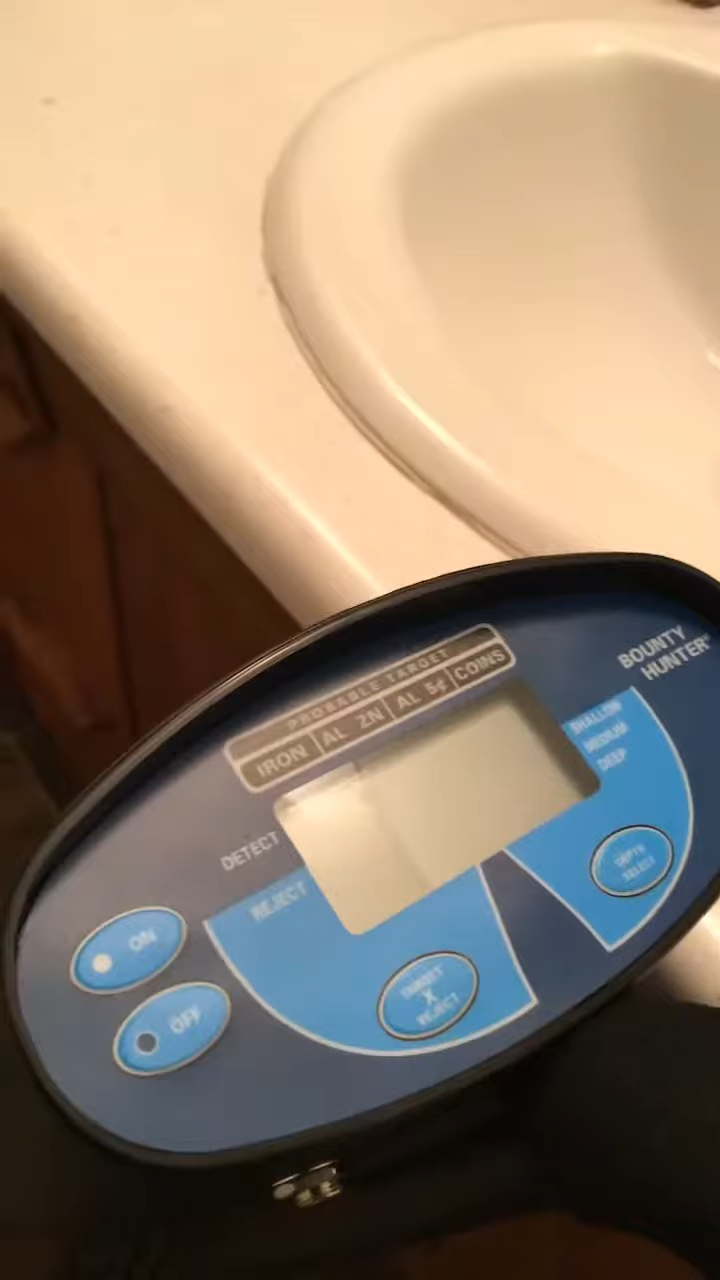 BOUNTY
HUNTER®
PROBABLE TARGET
IRON AL ZN AL 5¢ COINS
SHALLOW
MEDIUM
DEEP
DETECT
REJECT
DEPTH
SELECT
ON
OFF
TARGET
X
REJECT